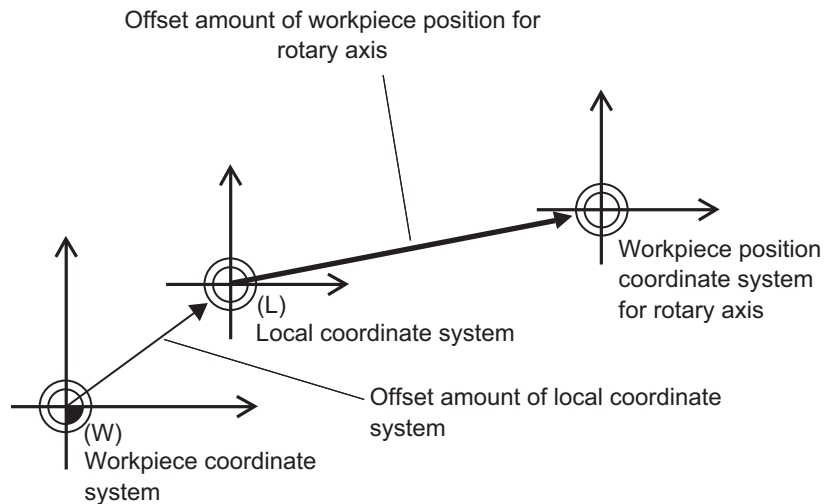 Offset amount of workpiece position for
rotary axis
Workpiece position
coordinate system
for rotary axis
(L)
Local coordinate system
Offset amount of local coordinate
system
(W)
Workpiece coordinate
system